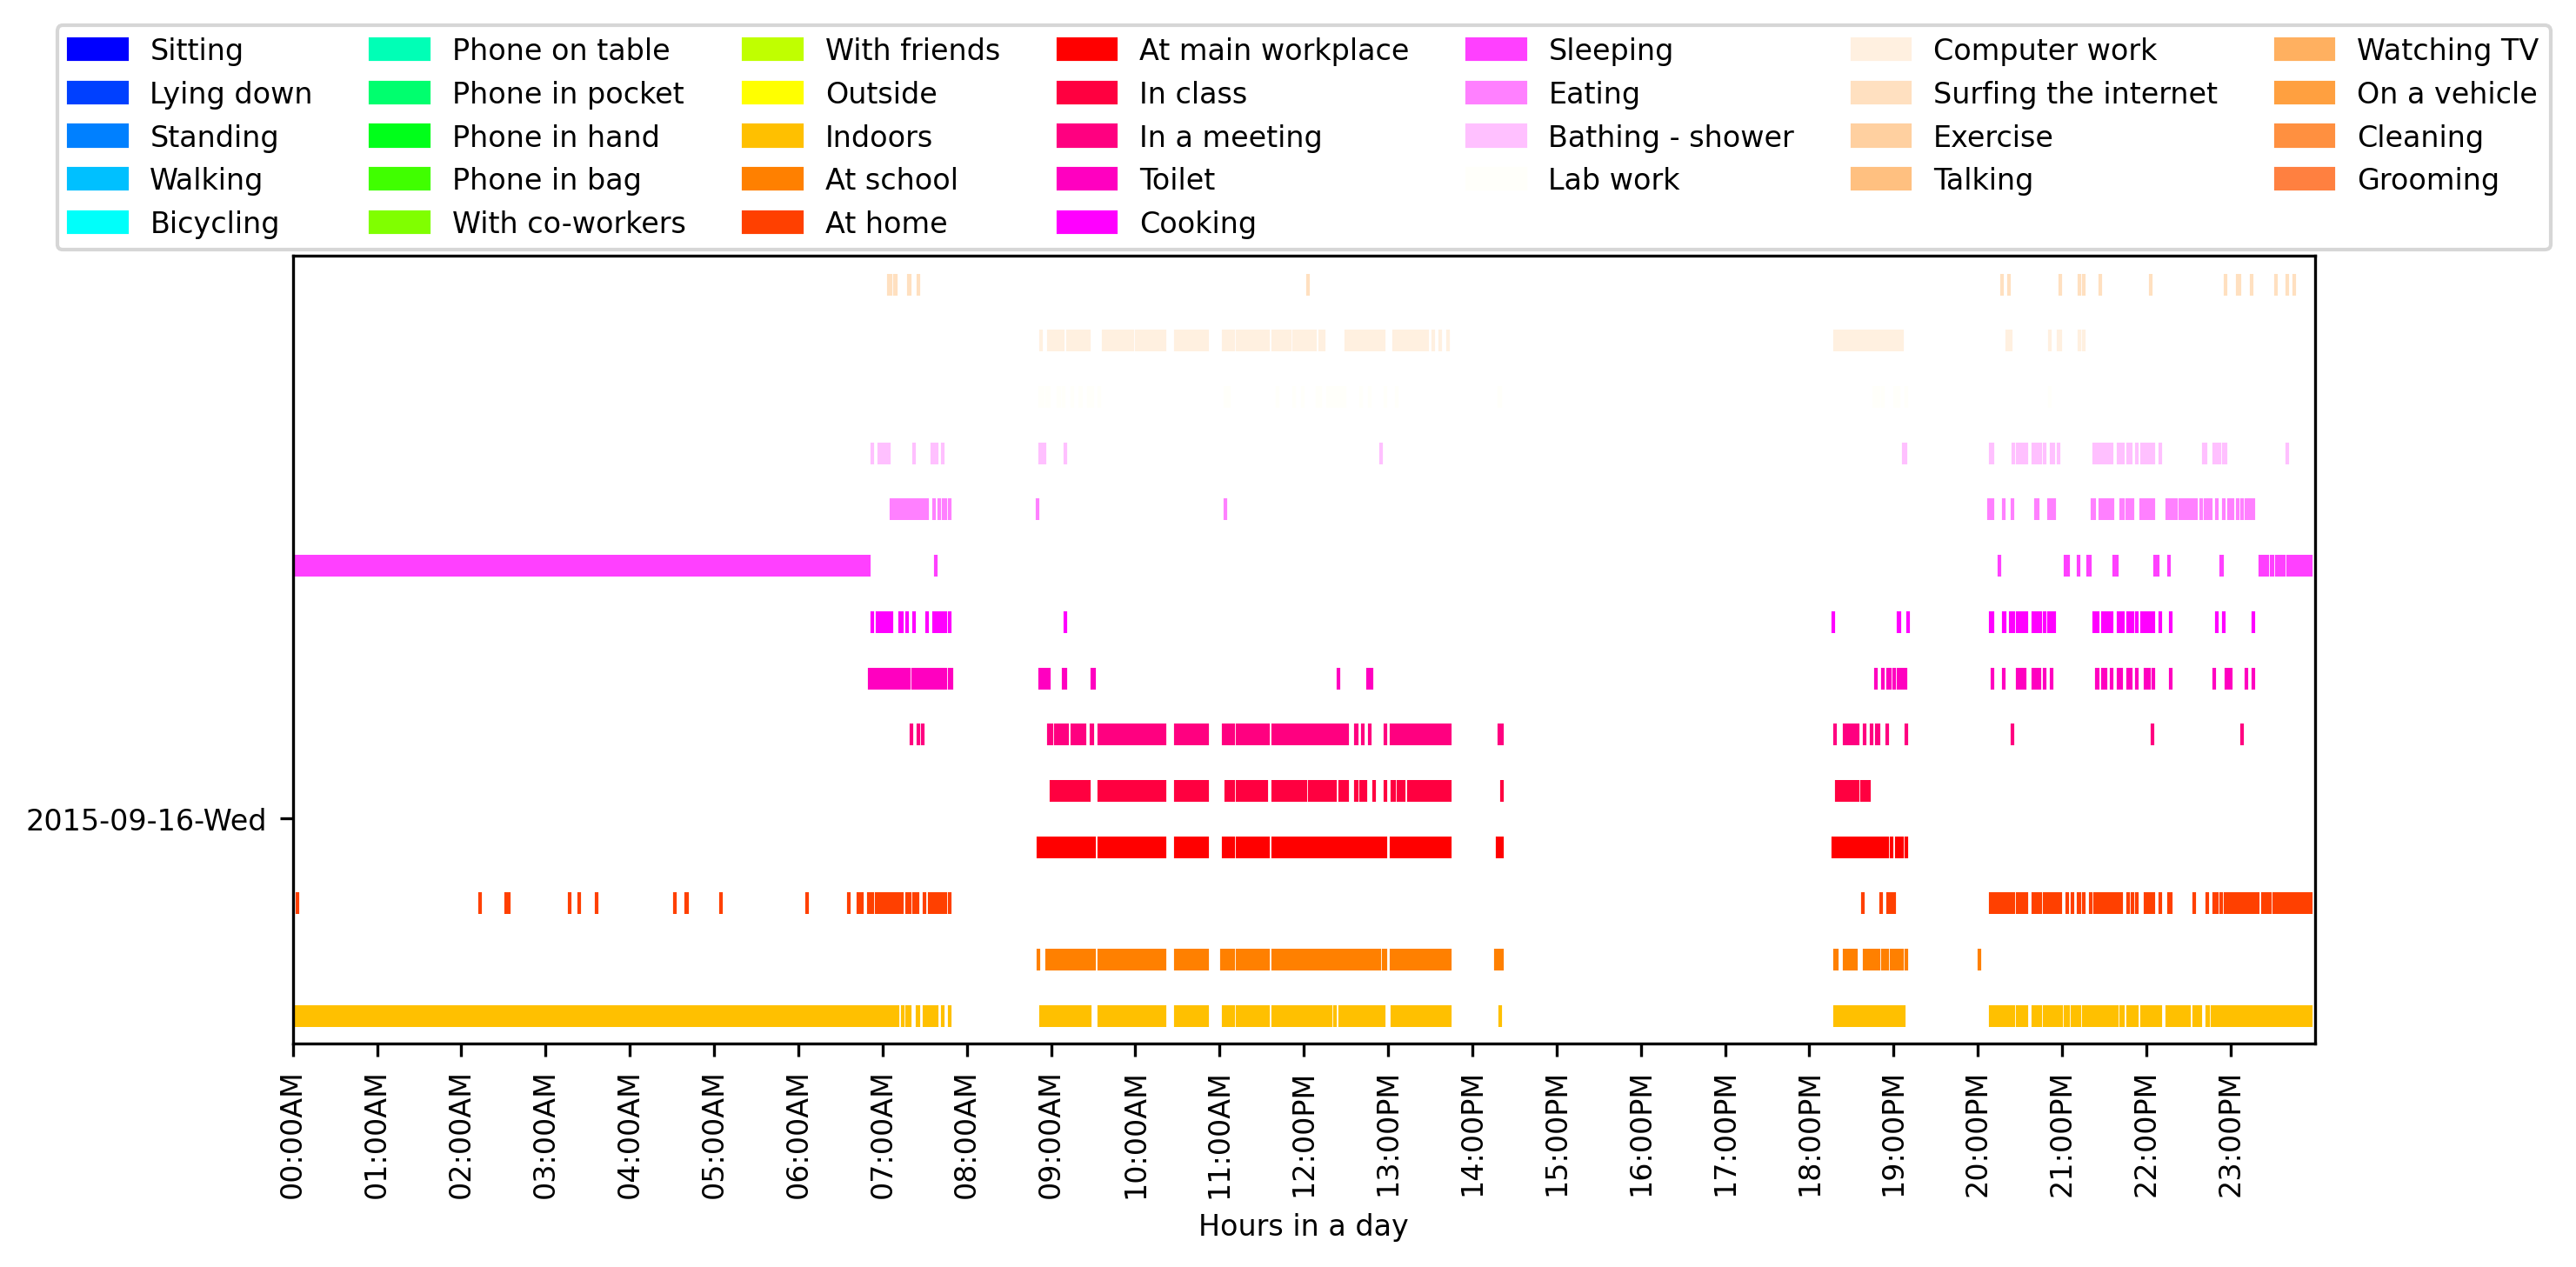 Sitting
Lying down
Standing
Walking
Bicycling
Phone on table
Phone in pocket
Phone in hand
Phone in bag
With co-workers
With friends
Outside
Indoors
At school
At home
At main workplace
In class
In a meeting
Toilet
Cooking
Sleeping
Eating
Bathing - shower
Lab work
Computer work
Surfing the internet
Exercise
Talking
Watching TV
On a vehicle
Cleaning
Grooming
2015-09-16-Wed
00:00AM
01:00AM
02:00AM
03:00AM
04:00AM
05:00AM
06:00AM
07:00AM
08:00AM
09:00AM
10:00AM
11:00AM
12:00PM
13:00PM
14:00PM
15:00PM
16:00PM
17:00PM
18:00PM
19:00PM
20:00PM
21:00PM
22:00PM
23:00PM
Hours in a day